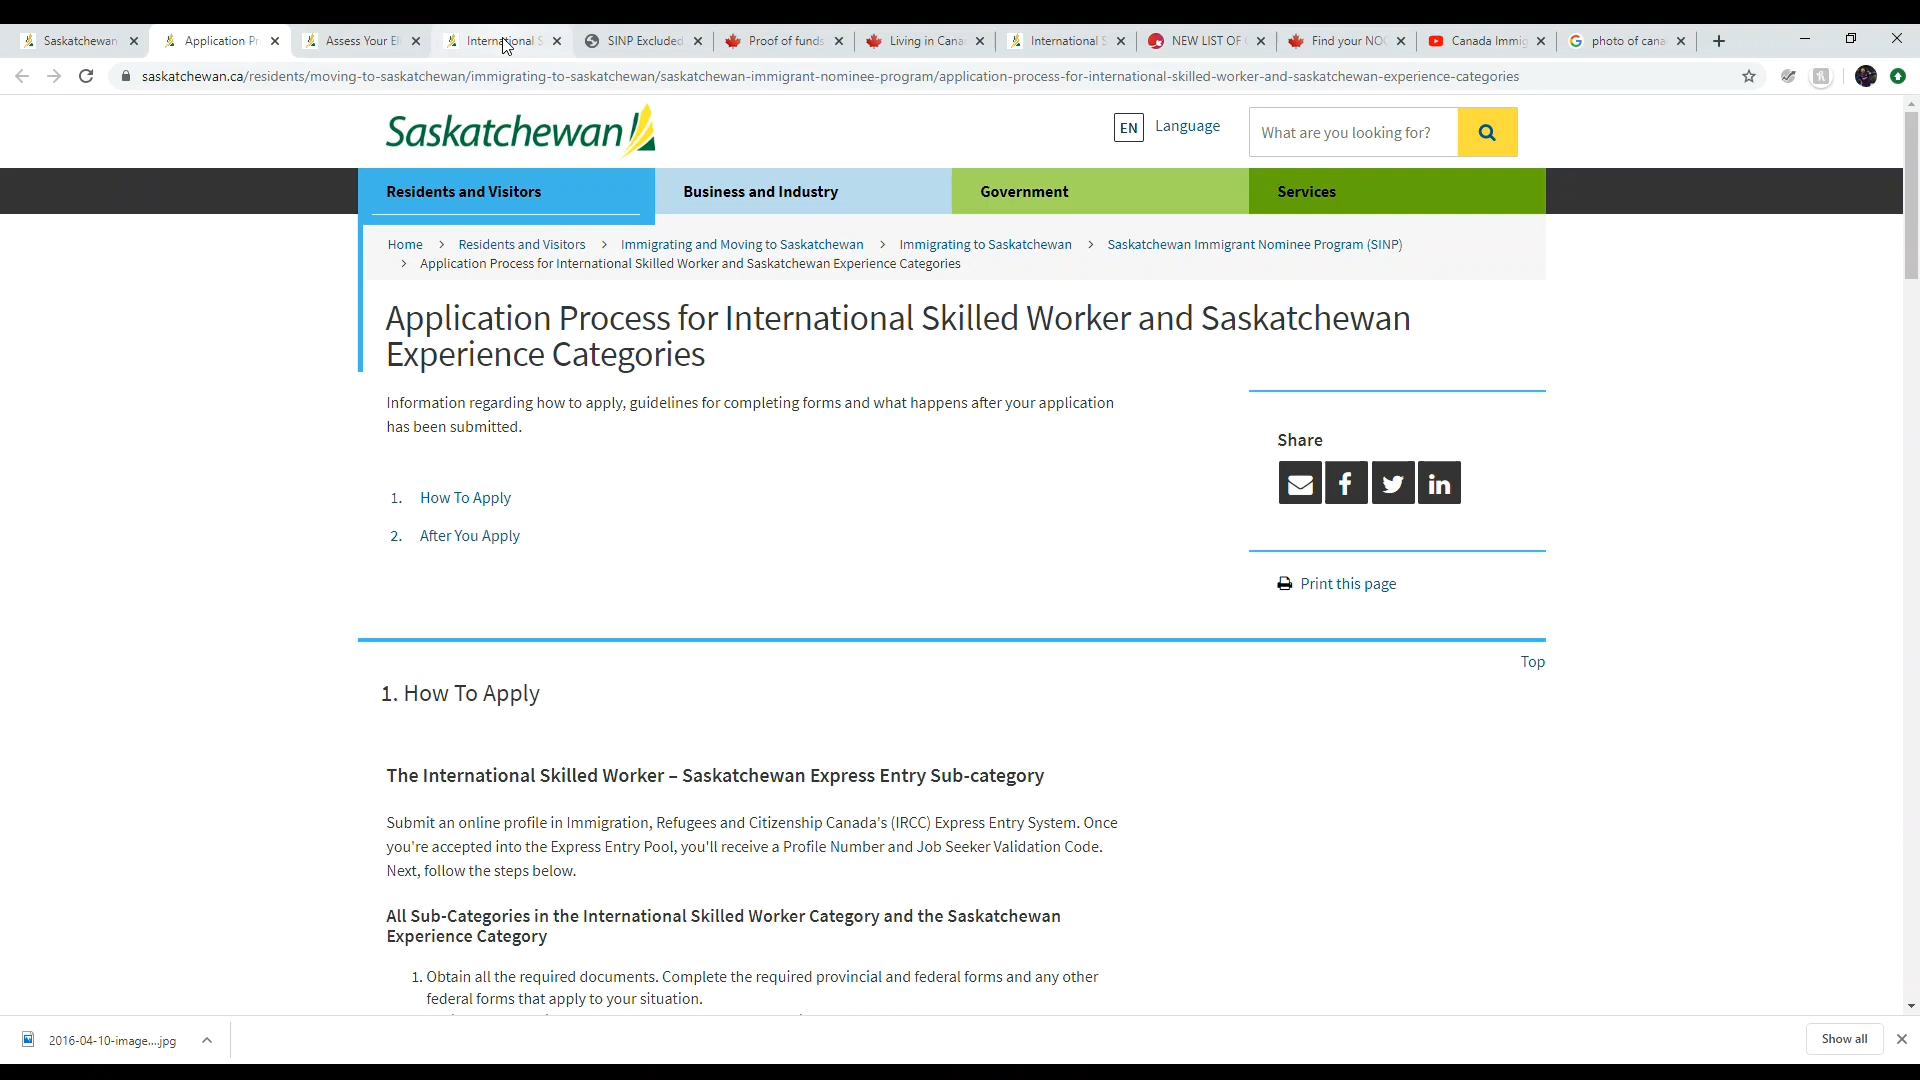 Saskatchewan
Application Pr
Assess Your El
International S
SINP Excluded
Proof of funds
Living in Cana
International S
NEW LIST OF
Find your NOC
Canada Immig
photo of cana
saskatchewan.ca/residents/moving-to-saskatchewan/immigrating-to-saskatchewan/saskatchewan-immigrant-nominee-program/application-process-for-international-skilled-worker-and-saskatchewan-experience-categories
Saskatchewan
EN Language
What are you looking for?
Residents and Visitors
Business and Industry
Government
Services
Home > Residents and Visitors > Immigrating and Moving to Saskatchewan > Immigrating to Saskatchewan > Saskatchewan Immigrant Nominee Program (SINP)
> Application Process for International Skilled Worker and Saskatchewan Experience Categories
Application Process for International Skilled Worker and Saskatchewan
Experience Categories
Information regarding how to apply, guidelines for completing forms and what happens after your application
has been submitted.
1. How To Apply
2. After You Apply
Share
Print this page
Top
1. How To Apply
The International Skilled Worker – Saskatchewan Express Entry Sub-category
Submit an online profile in Immigration, Refugees and Citizenship Canada's (IRCC) Express Entry System. Once
you're accepted into the Express Entry Pool, you'll receive a Profile Number and Job Seeker Validation Code.
Next, follow the steps below.
All Sub-Categories in the International Skilled Worker Category and the Saskatchewan
Experience Category
1. Obtain all the required documents. Complete the required provincial and federal forms and any other
federal forms that apply to your situation.
2016-04-10-image....jpg
Show all